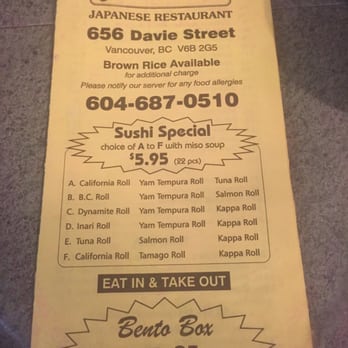 JAPANESE RESTAURANT
656 Davie Street
Vancouver, BC V6B 2G5
Brown Rice Available
for additional charge
Please notify our server for any food allergies
604-687-0510
Sushi Special
choice of A to F with miso soup
$5.95 (22 pcs)
A. California Roll Yam Tempura Roll Tuna Roll
B. B.C. Roll Yam Tempura Roll Salmon Roll
C. Dynamite Roll Yam Tempura Roll Kappa Roll
D. Inari Roll Yam Tempura Roll Kappa Roll
E. Tuna Roll Salmon Roll Kappa Roll
F. California Roll Tamago Roll Kappa Roll
EAT IN & TAKE OUT
Bento Box